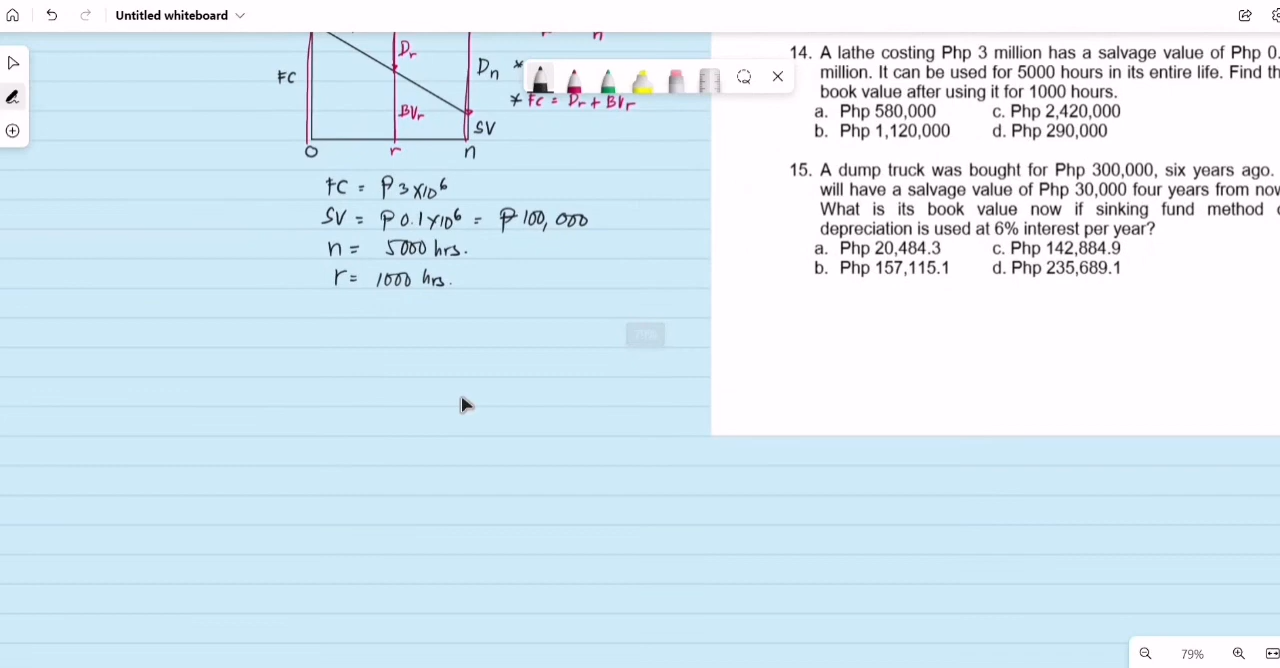 Untitled whiteboard
Dr
FC
Dn *
BVr
* FC = Dr + BVr
SV
0 r n
n
FC = ₱ 3x10⁶
SV = ₱ 0.1x10⁶ = ₱ 100,000
n = 5000 hrs.
r = 1000 hrs.
79%
14. A lathe costing Php 3 million has a salvage value of Php 0.
million. It can be used for 5000 hours in its entire life. Find th
book value after using it for 1000 hours.
a. Php 580,000 c. Php 2,420,000
b. Php 1,120,000 d. Php 290,000
15. A dump truck was bought for Php 300,000, six years ago.
will have a salvage value of Php 30,000 four years from now
What is its book value now if sinking fund method
depreciation is used at 6% interest per year?
a. Php 20,484.3 c. Php 142,884.9
b. Php 157,115.1 d. Php 235,689.1
79%